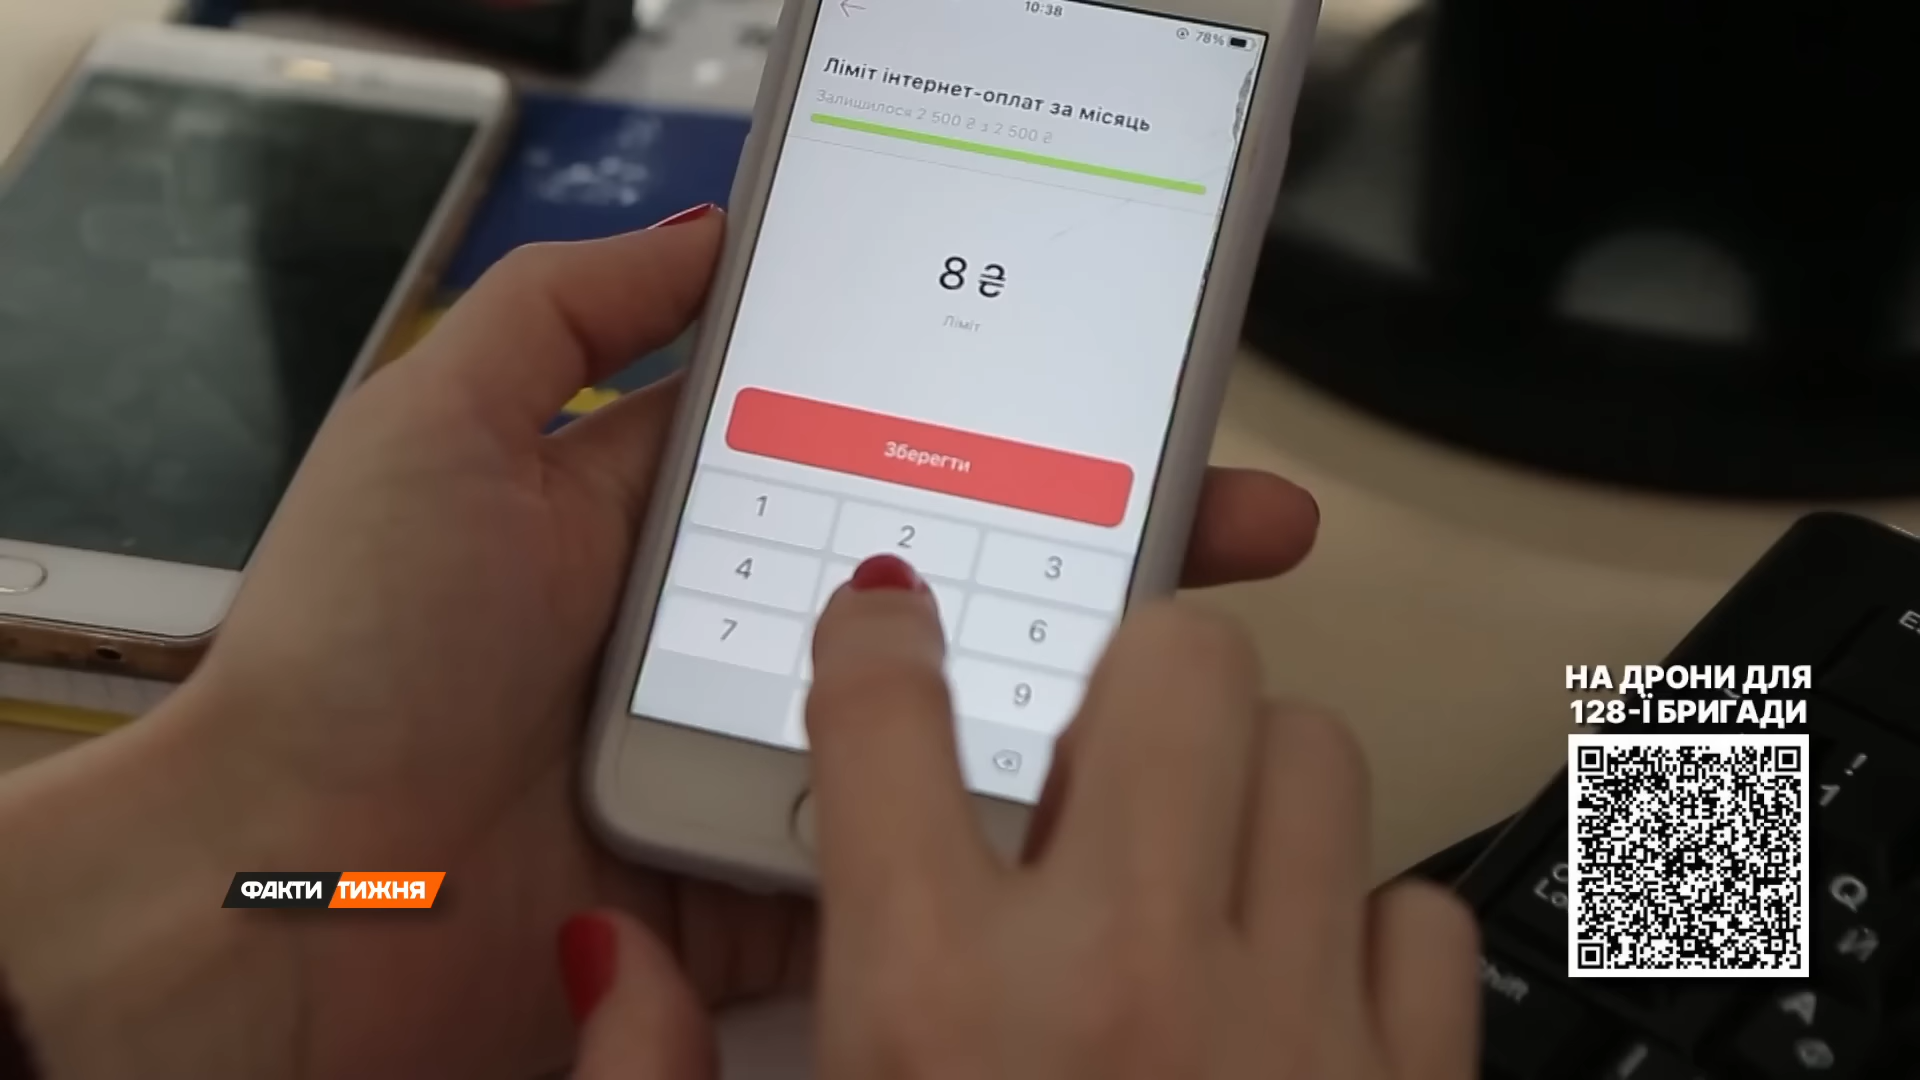 10:38
78%
Ліміт інтернет-оплат за місяць
Залишилося 2 500 ₴ з 2 500 ₴
8 ₴
Ліміт
Зберегти
1
2
3
4
6
7
9
НА ДРОНИ ДЛЯ
128-Ї БРИГАДИ
ФАКТИ ТИЖНЯ
!
1
Q
Й
A